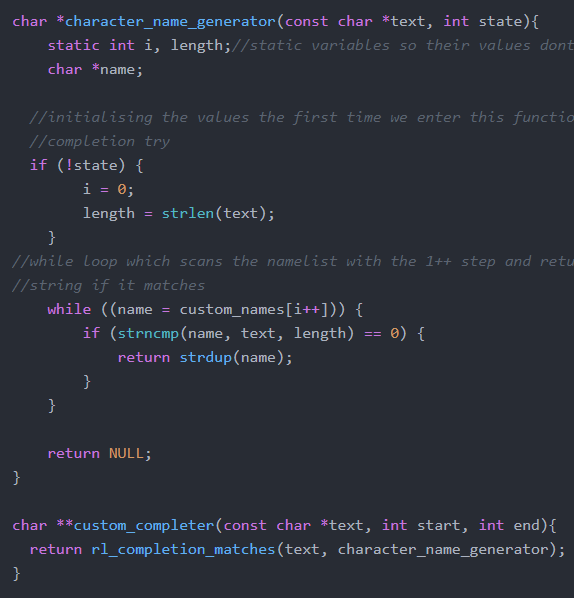 char *character_name_generator(const char *text, int state){
    static int i, length;//static variables so their values dont
    char *name;

  //initialising the values the first time we enter this functio
  //completion try
  if (!state) {
        i = 0;
        length = strlen(text);
    }
//while loop which scans the namelist with the 1++ step and retu
//string if it matches
    while ((name = custom_names[i++])) {
        if (strncmp(name, text, length) == 0) {
            return strdup(name);
        }
    }

    return NULL;
}

char **custom_completer(const char *text, int start, int end){
  return rl_completion_matches(text, character_name_generator);
}